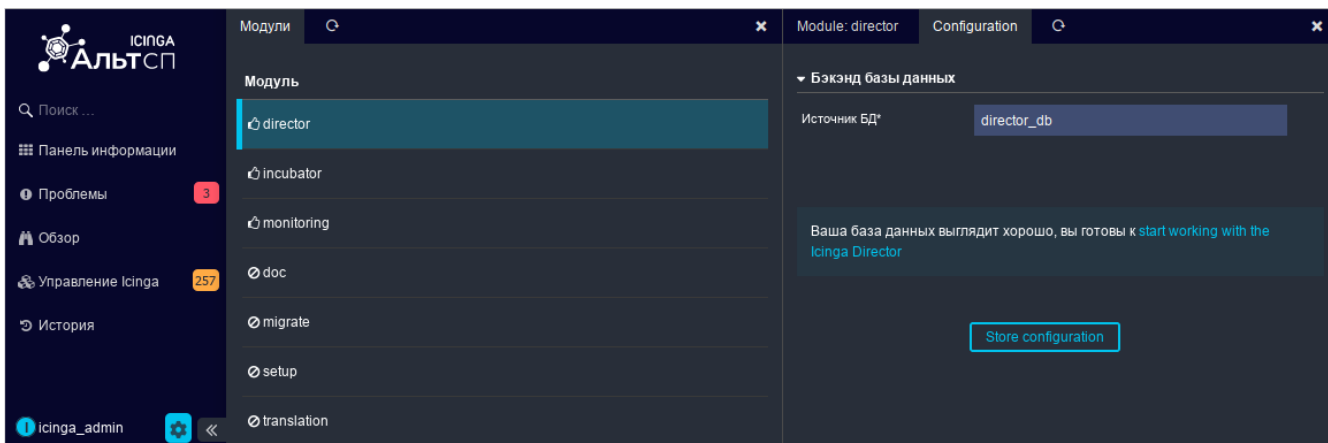 ICINGA
АльтСП
Поиск ...
Панель информации
Проблемы 3
Обзор
Управление Icinga 257
История
icinga_admin
Модули
Модуль
director
incubator
monitoring
doc
migrate
setup
translation
Module: director Configuration
Бэкэнд базы данных
Источник БД* director_db
Ваша база данных выглядит хорошо, вы готовы к start working with the
Icinga Director
Store configuration